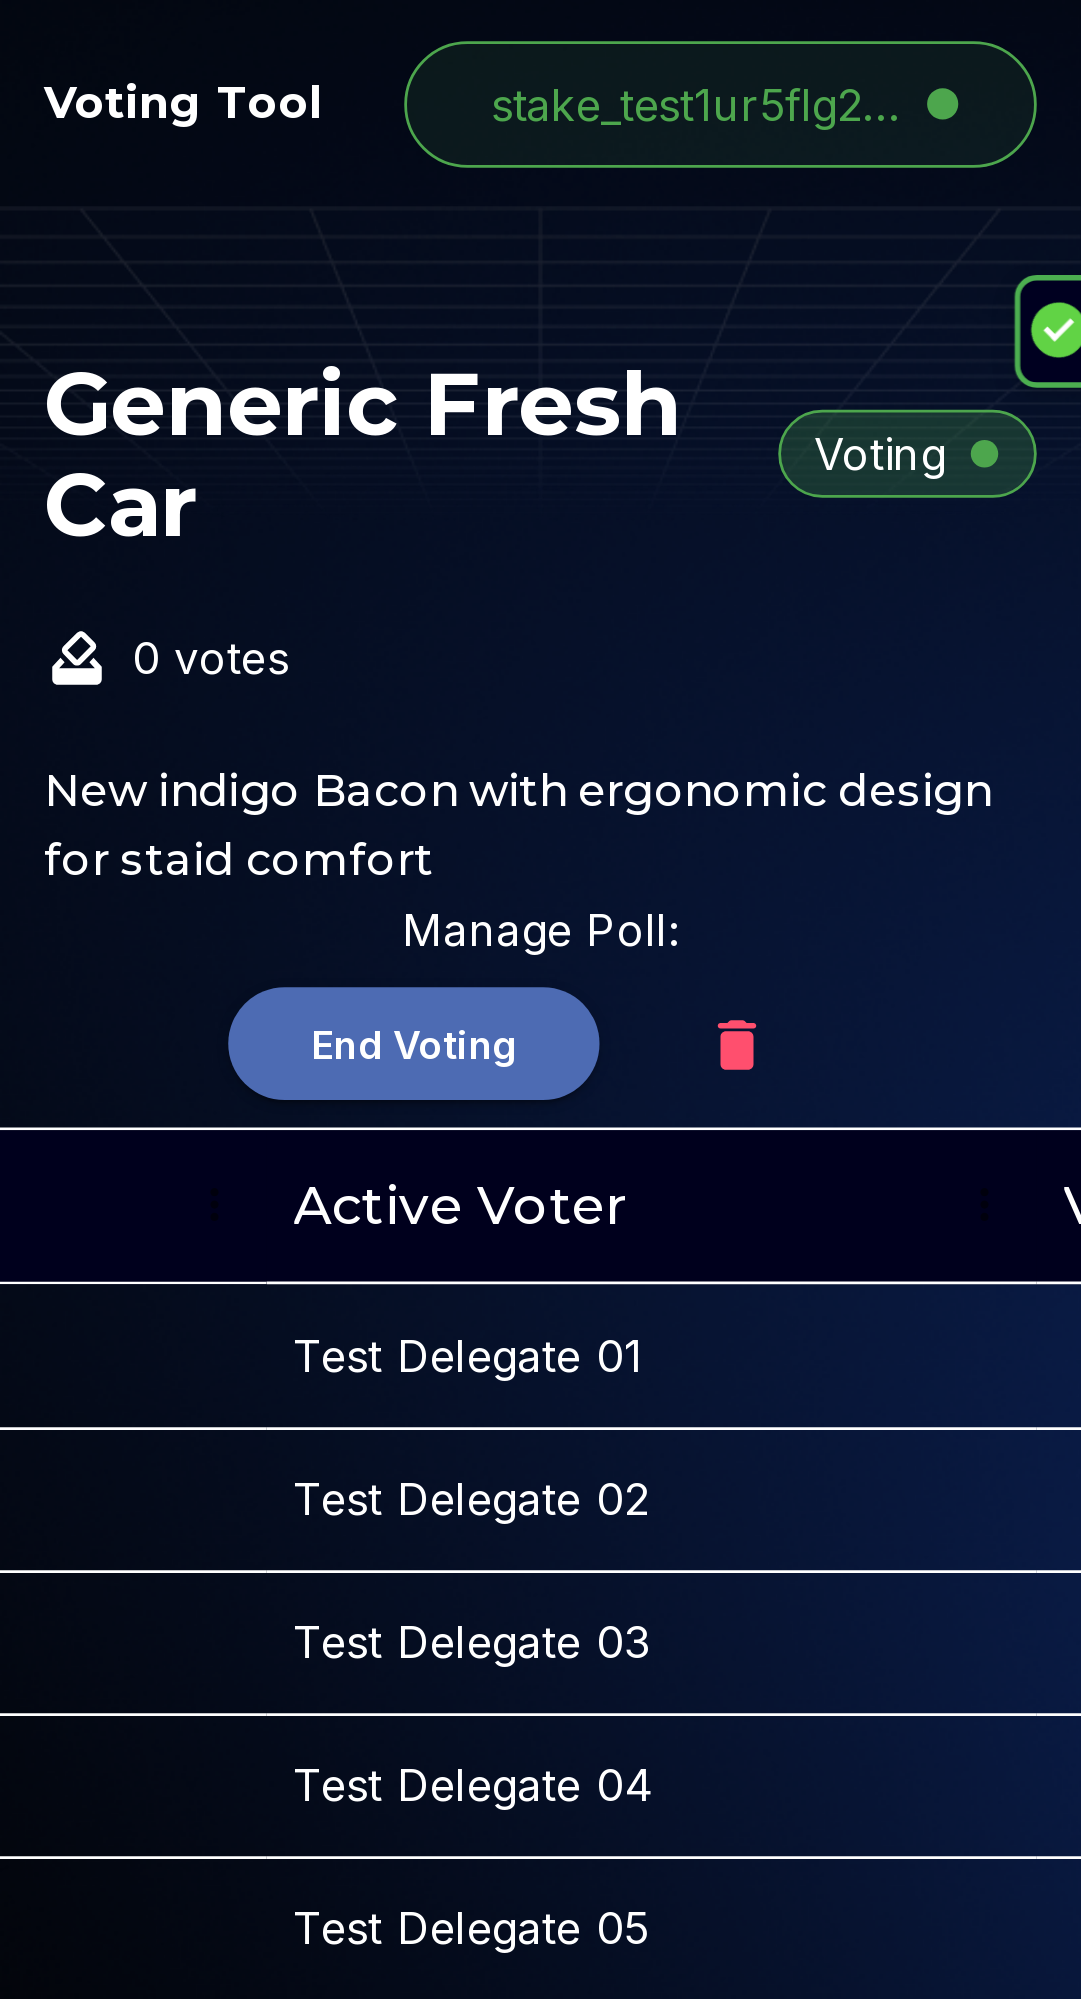 Voting Tool
stake_test1ur5flg2...
Generic Fresh
Car
Voting
0 votes
New indigo Bacon with ergonomic design
for staid comfort
Manage Poll:
End Voting
Active Voter
Test Delegate 01
Test Delegate 02
Test Delegate 03
Test Delegate 04
Test Delegate 05